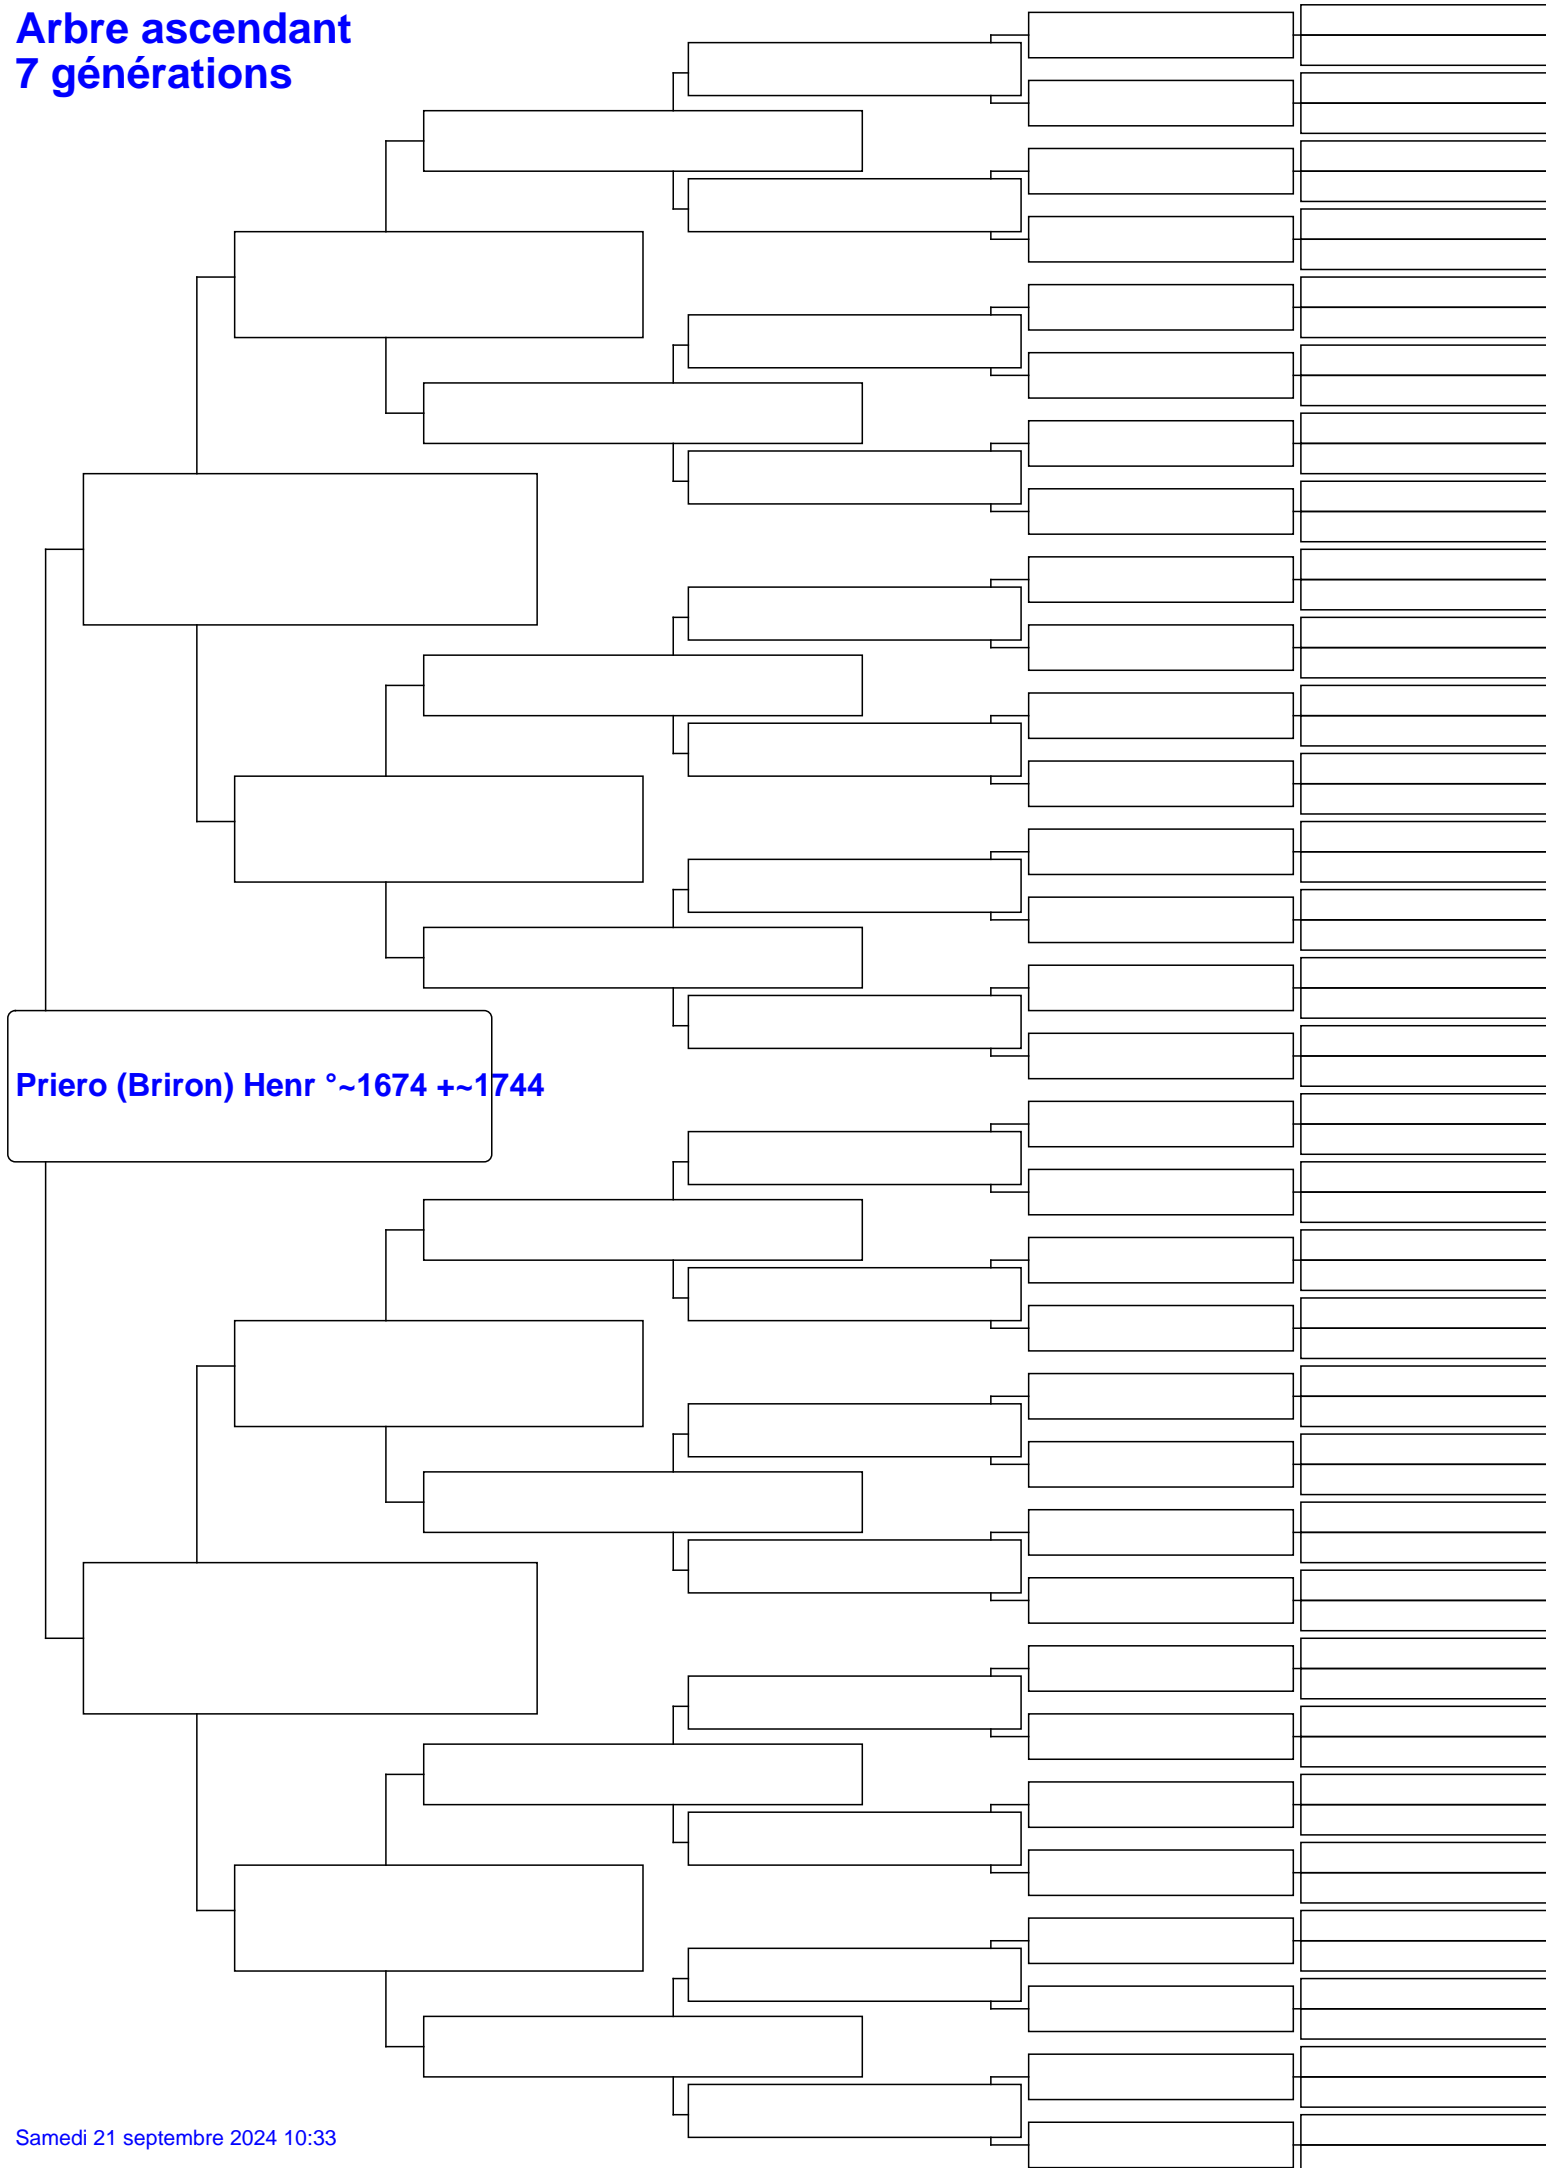 Arbre ascendant
7 générations
Priero (Briron) Henr °~1674 +~1744
Samedi 21 septembre 2024 10:33